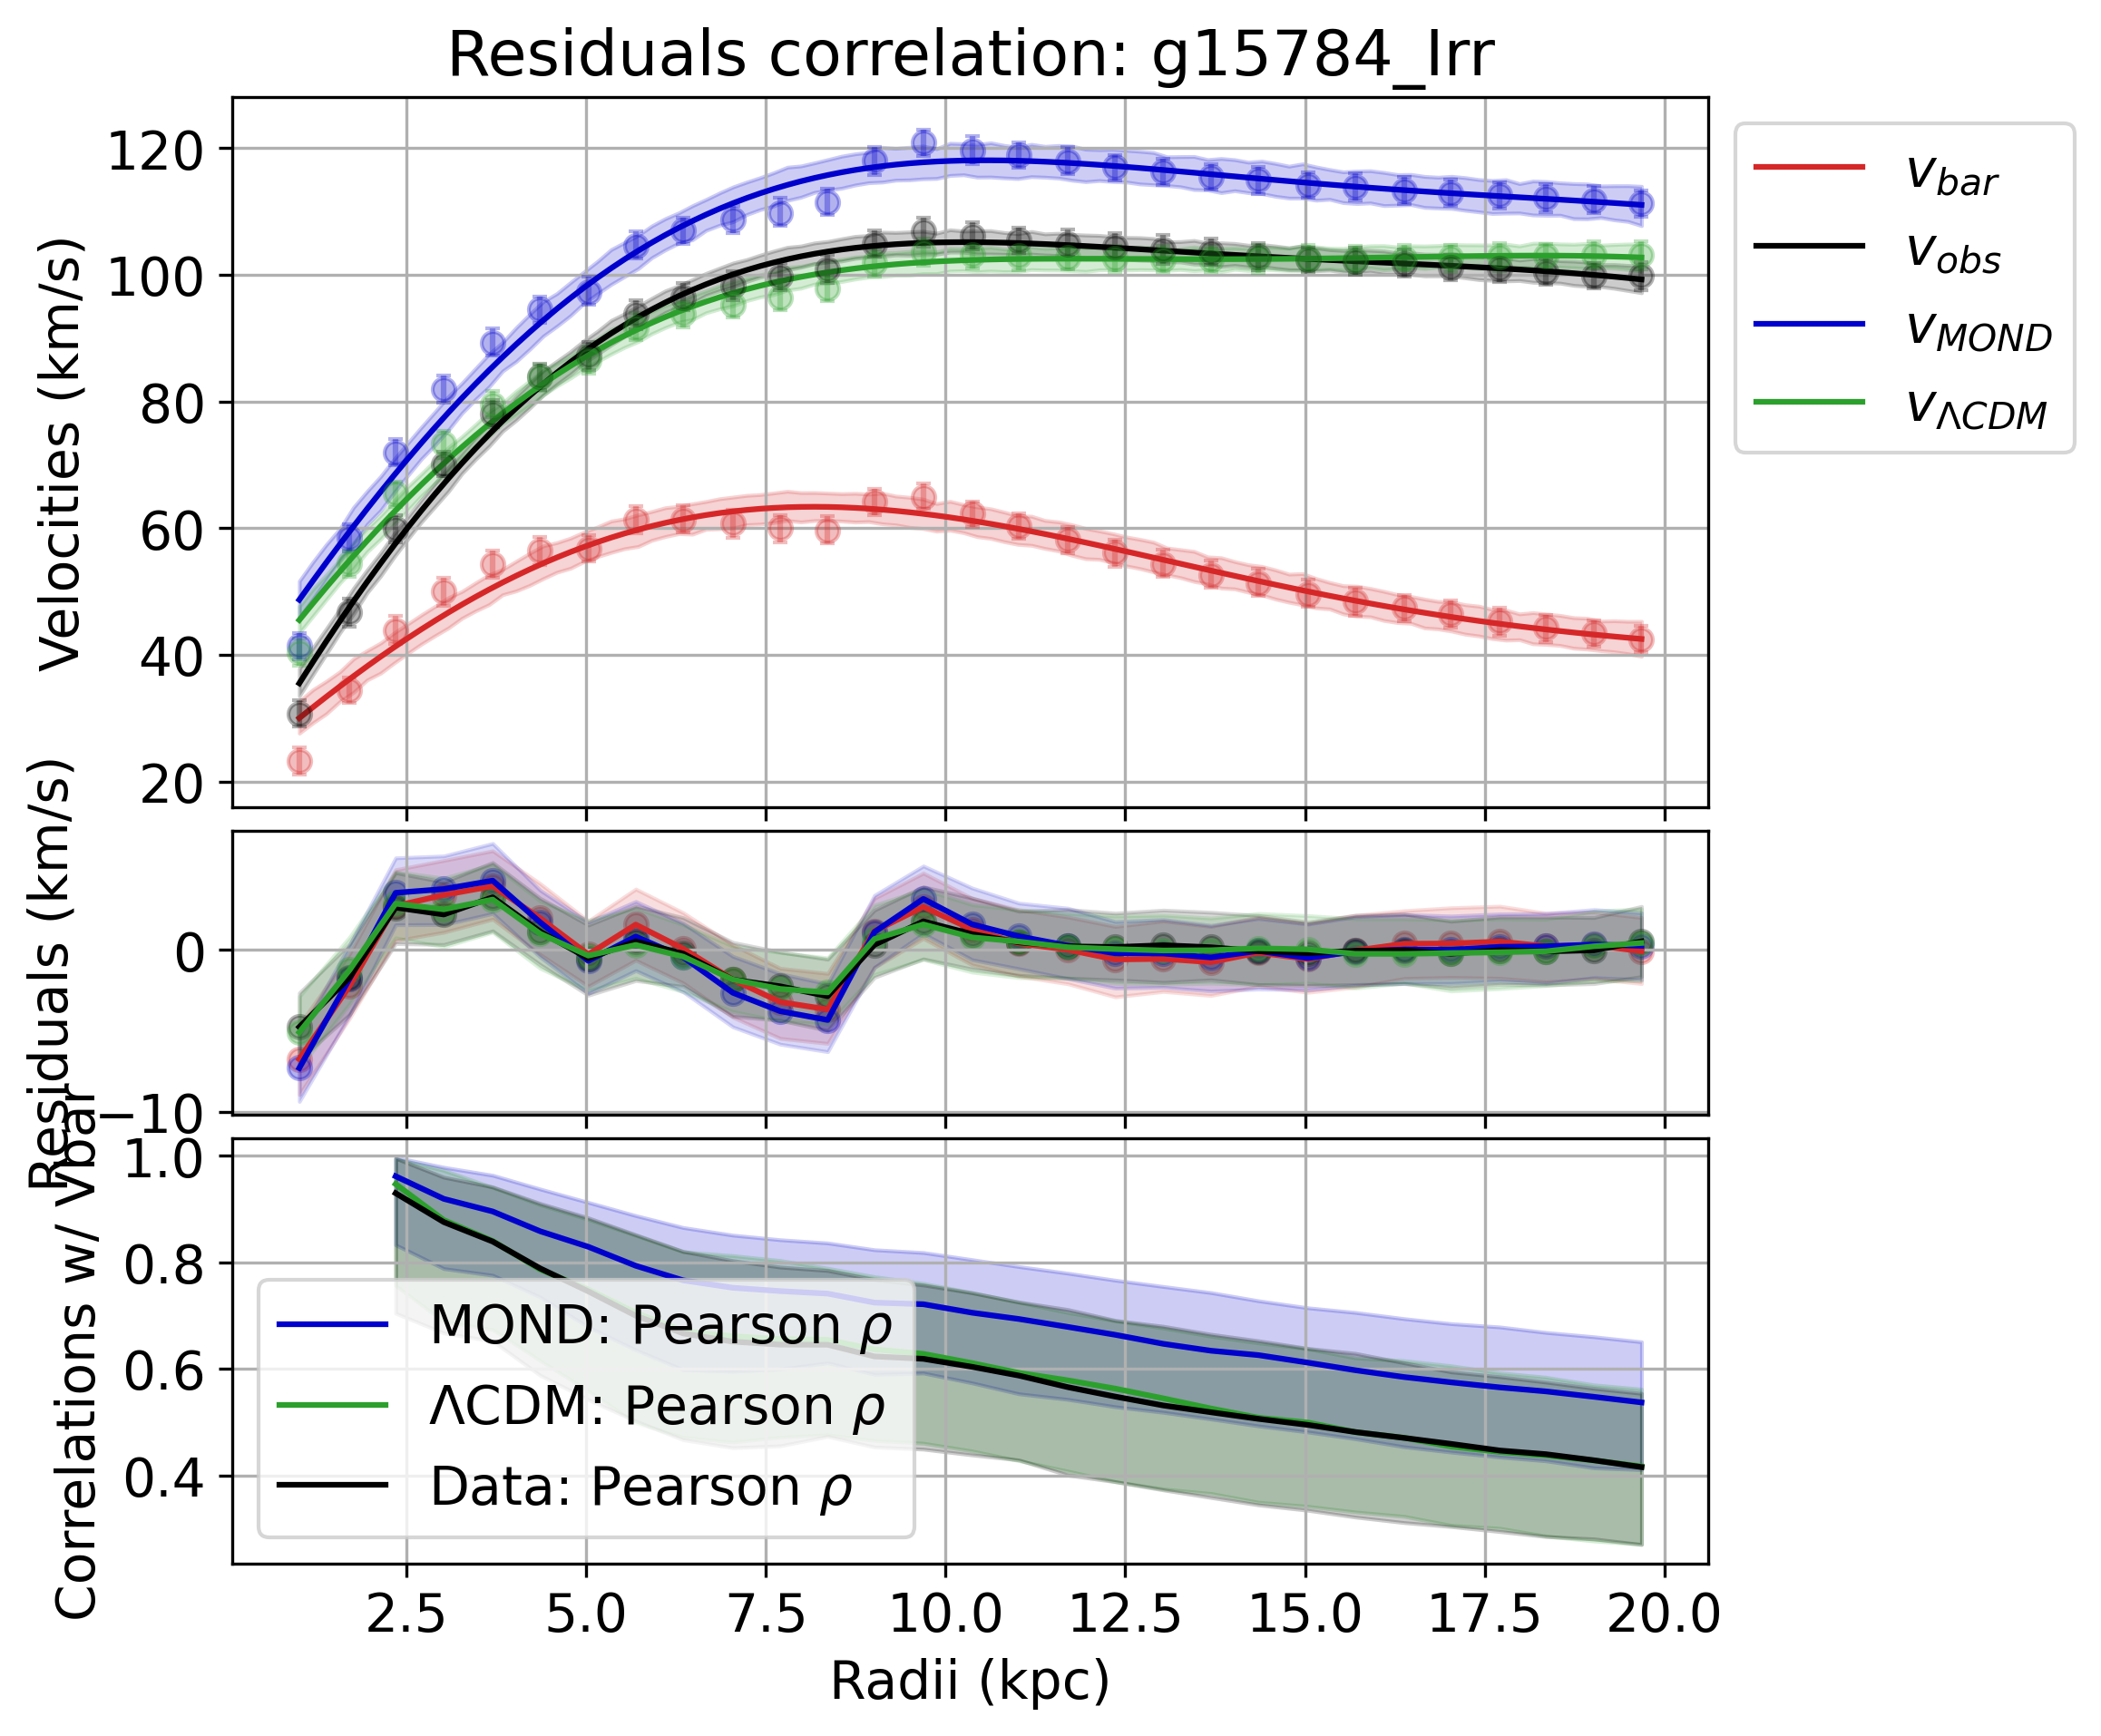 Residuals correlation: g15784_Irr
Velocities (km/s)
120
100
80
60
40
20
v_bar
v_obs
v_MOND
v_ΛCDM
Residuals (km/s)
0
−10
Correlations w/ Vbar
1.0
0.8
0.6
0.4
MOND: Pearson ρ
ΛCDM: Pearson ρ
Data: Pearson ρ
2.5 5.0 7.5 10.0 12.5 15.0 17.5 20.0
Radii (kpc)